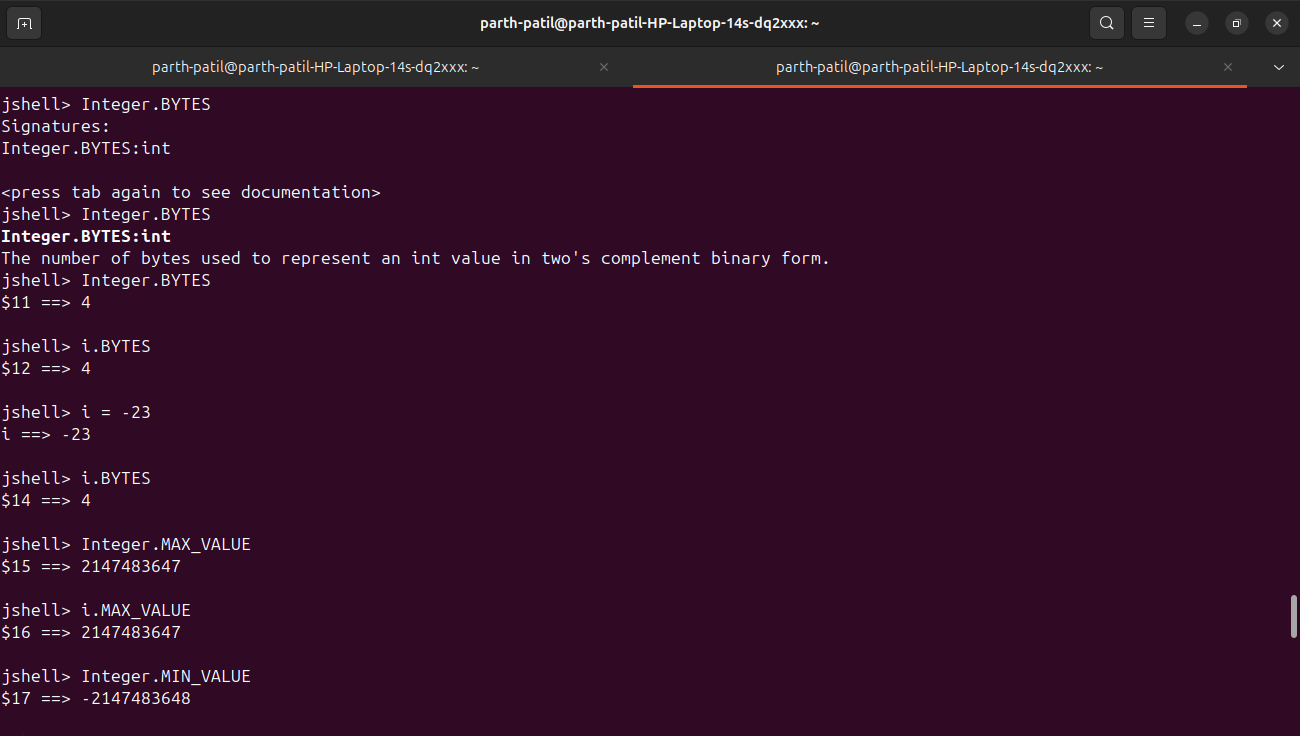 parth-patil@parth-patil-HP-Laptop-14s-dq2xxx: ~
parth-patil@parth-patil-HP-Laptop-14s-dq2xxx: ~
parth-patil@parth-patil-HP-Laptop-14s-dq2xxx: ~
jshell> Integer.BYTES
Signatures:
Integer.BYTES:int
<press tab again to see documentation>
jshell> Integer.BYTES
Integer.BYTES:int
The number of bytes used to represent an int value in two's complement binary form.
jshell> Integer.BYTES
$11 ==> 4
jshell> i.BYTES
$12 ==> 4
jshell> i = -23
i ==> -23
jshell> i.BYTES
$14 ==> 4
jshell> Integer.MAX_VALUE
$15 ==> 2147483647
jshell> i.MAX_VALUE
$16 ==> 2147483647
jshell> Integer.MIN_VALUE
$17 ==> -2147483648